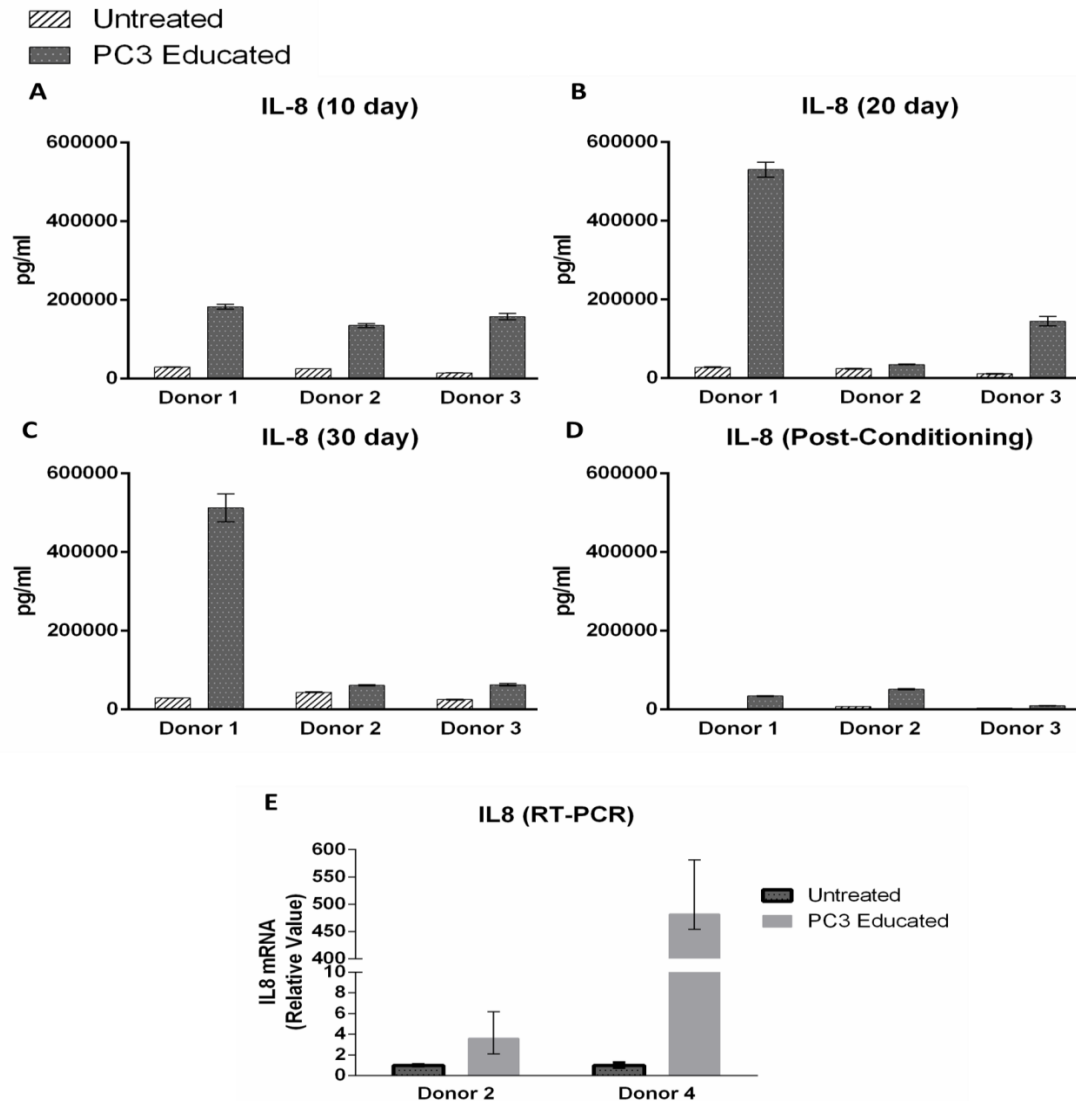 Untreated
PC3 Educated
A
IL-8 (10 day)
600000
400000
200000
0
pg/ml
Donor 1 Donor 2 Donor 3
B
IL-8 (20 day)
600000
400000
200000
0
pg/ml
Donor 1 Donor 2 Donor 3
C
IL-8 (30 day)
600000
400000
200000
0
pg/ml
Donor 1 Donor 2 Donor 3
D
IL-8 (Post-Conditioning)
600000
400000
200000
0
pg/ml
Donor 1 Donor 2 Donor 3
E
IL8 (RT-PCR)
600
550
500
450
400
10
8
6
4
2
0
IL8 mRNA
(Relative Value)
Donor 2 Donor 4
Untreated
PC3 Educated